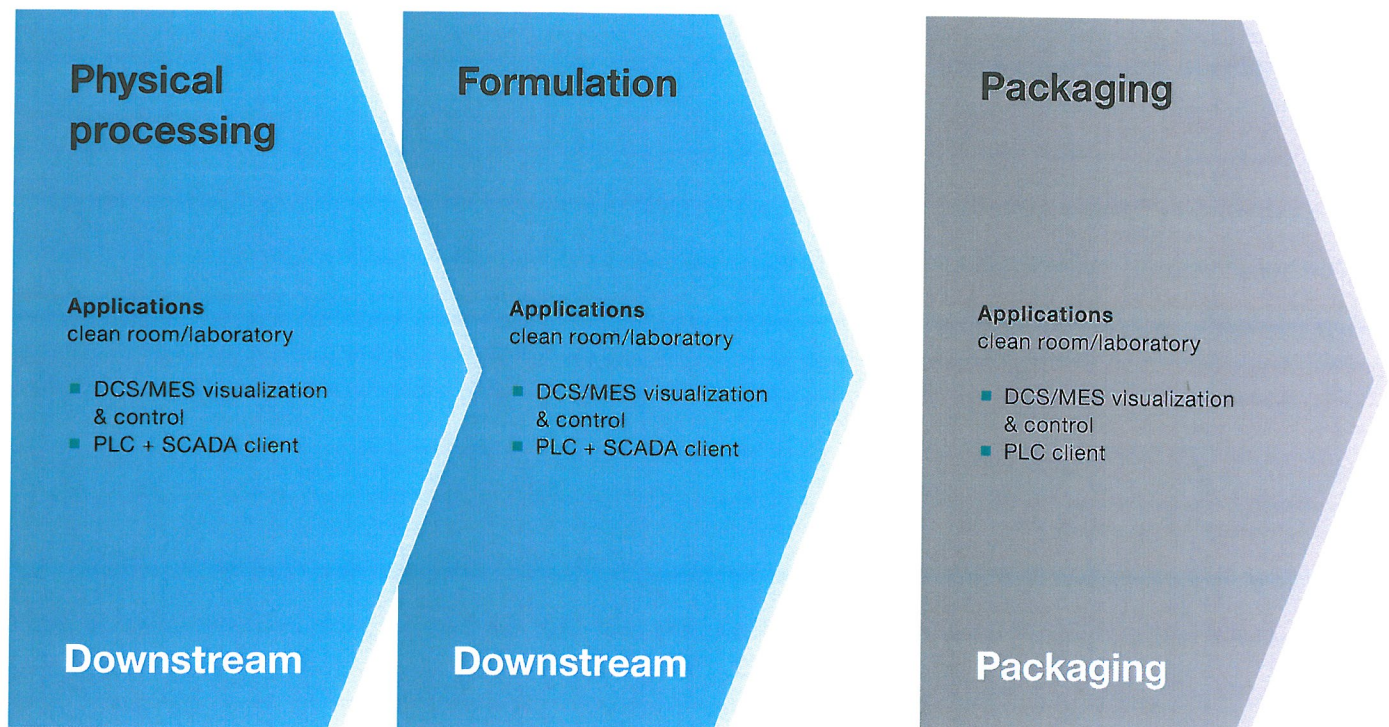 Physical
processing
Applications
clean room/laboratory
DCS/MES visualization
& control
PLC + SCADA client
Downstream
Formulation
Applications
clean room/laboratory
DCS/MES visualization
& control
PLC + SCADA client
Downstream
Packaging
Applications
clean room/laboratory
DCS/MES visualization
& control
PLC client
Packaging